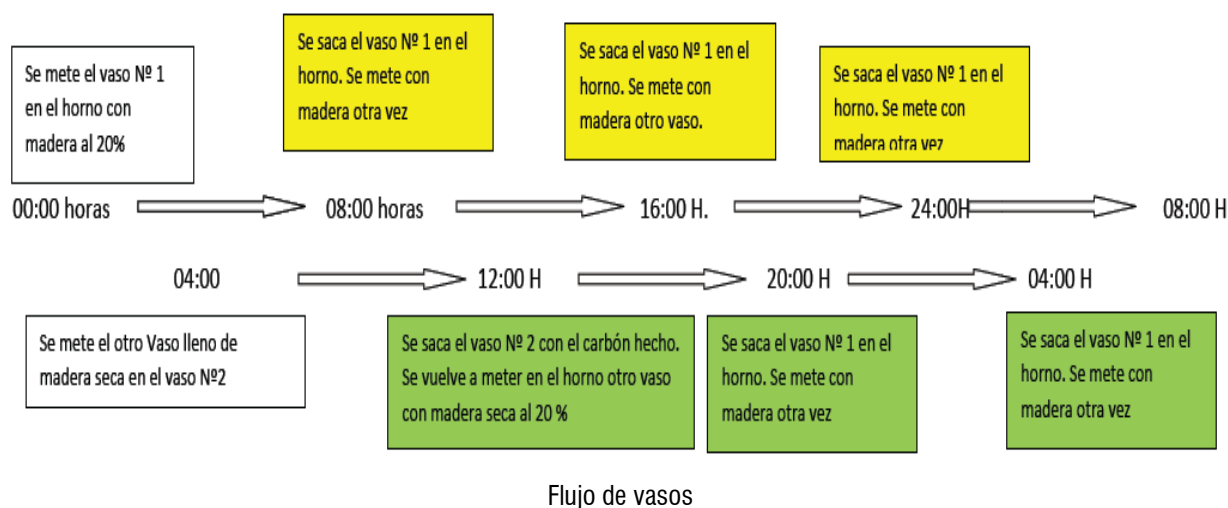 Se mete el vaso Nº 1
en el horno con
madera al 20%
Se saca el vaso Nº 1 en el
horno. Se mete con
madera otra vez
Se saca el vaso Nº 1 en el
horno. Se mete con
madera otro vaso.
Se saca el vaso Nº 1 en el
horno. Se mete con
madera otra vez
00:00 horas
08:00 horas
16:00 H.
24:00H
08:00 H
04:00
12:00 H
20:00 H
04:00 H
Se mete el otro Vaso lleno de
madera seca en el vaso Nº2
Se saca el vaso Nº 2 con el carbón hecho.
Se vuelve a meter en el horno otro vaso
con madera seca al 20 %
Se saca el vaso Nº 1 en el
horno. Se mete con
madera otra vez
Se saca el vaso Nº 1 en el
horno. Se mete con
madera otra vez
Flujo de vasos